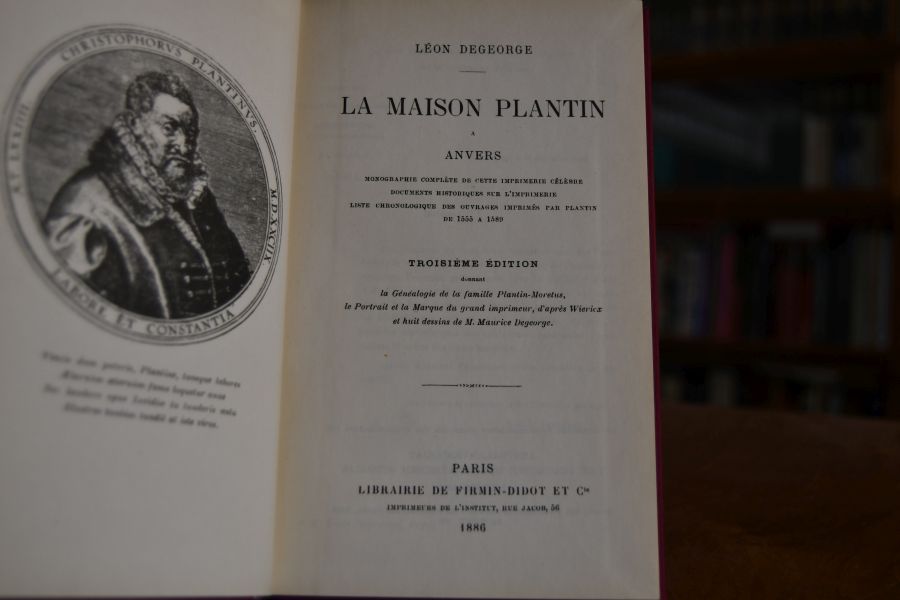 CHRISTOPHORVS PLANTINVS.
LABORE ET CONSTANTIA
LÉON DEGEORGE
LA MAISON PLANTIN
A
ANVERS
MONOGRAPHIE COMPLÈTE DE CETTE IMPRIMERIE CÉLÈBRE
DOCUMENTS HISTORIQUES SUR L'IMPRIMERIE
LISTE CHRONOLOGIQUE DES OUVRAGES IMPRIMÉS PAR PLANTIN
DE 1555 A 1589
TROISIÈME ÉDITION
donnant
la Généalogie de la famille Plantin-Moretus,
le Portrait et la Marque du grand imprimeur, d'après Wiericx
et huit dessins de M. Maurice Degeorge.
PARIS
LIBRAIRIE DE FIRMIN-DIDOT ET Cie
IMPRIMEURS DE L'INSTITUT, RUE JACOB, 56
1886